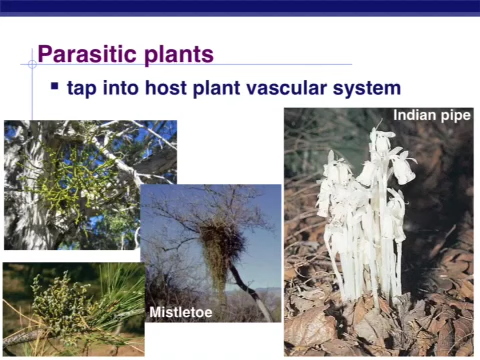 Parasitic plants
tap into host plant vascular system
Indian pipe
Mistletoe